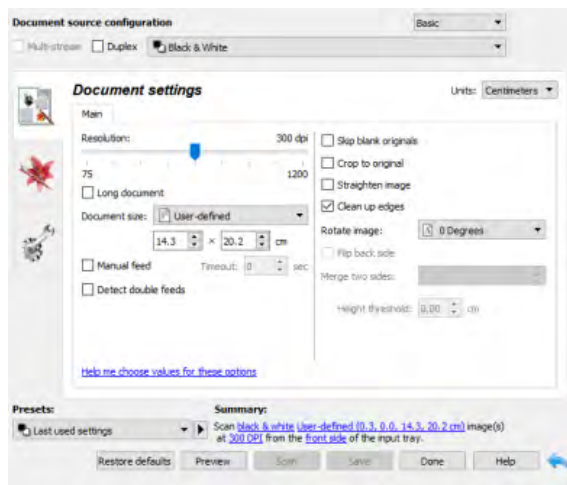 Document source configuration
Basic
Multi-stream
Duplex
Black & White
Document settings
Units: Centimeters
Main
Resolution: 300 dpi
75 1200
Long document
Document size: User-defined
14.3 × 20.2 cm
Manual feed Timeout: 0 sec
Detect double feeds
Skip blank originals
Crop to original
Straighten image
Clean up edges
Rotate image: 0 Degrees
Flip back side
Merge two sides:
Height threshold: 0.00 cm
Help me choose values for these options
Presets:
Last used settings
Summary:
Scan black & white User-defined (0.3, 0.0, 14.3, 20.2 cm) image(s)
at 300 DPI from the front side of the input tray.
Restore defaults Preview Scan Save Done Help